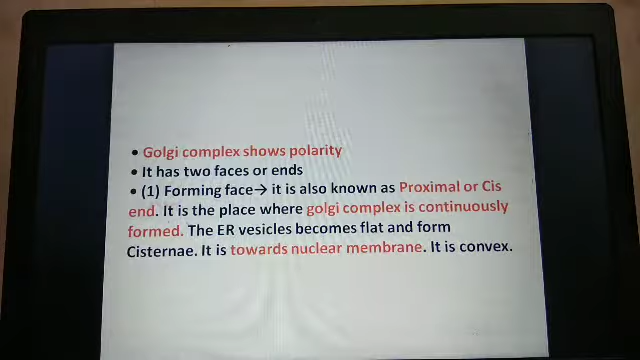 • Golgi complex shows polarity
• It has two faces or ends
• (1) Forming face→ it is also known as Proximal or Cis
end. It is the place where golgi complex is continuously
formed. The ER vesicles becomes flat and form
Cisternae. It is towards nuclear membrane. It is convex.